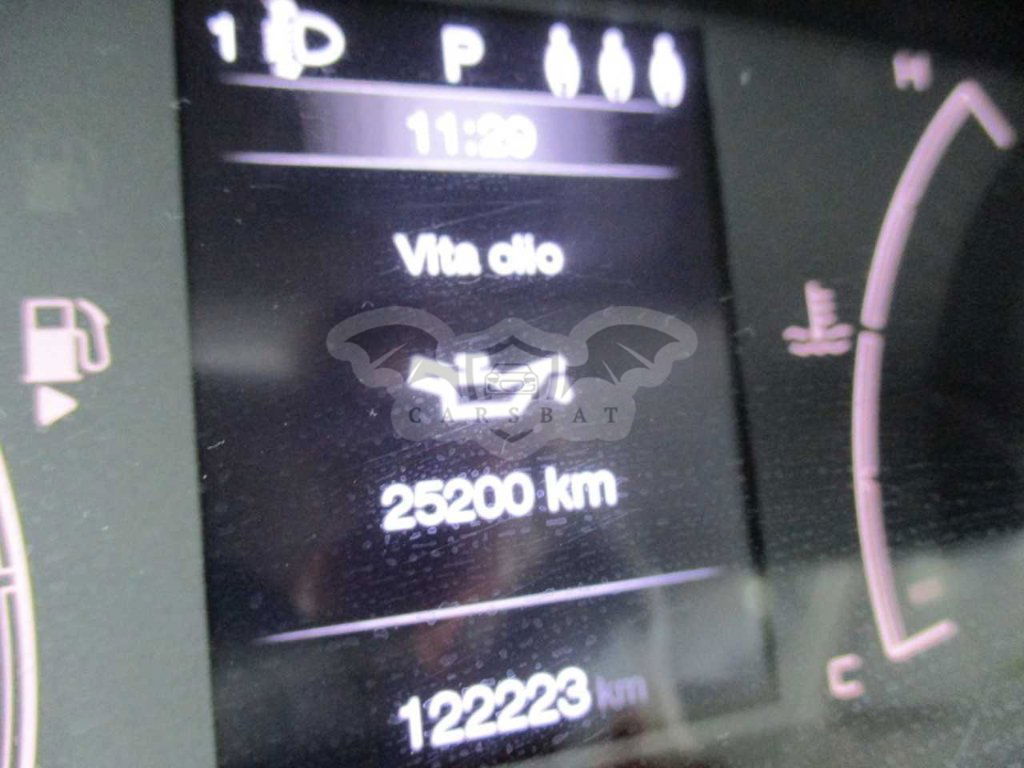 1 P
11:29
H
Vita olio
CARSBAT
25200 km
C
122223 km